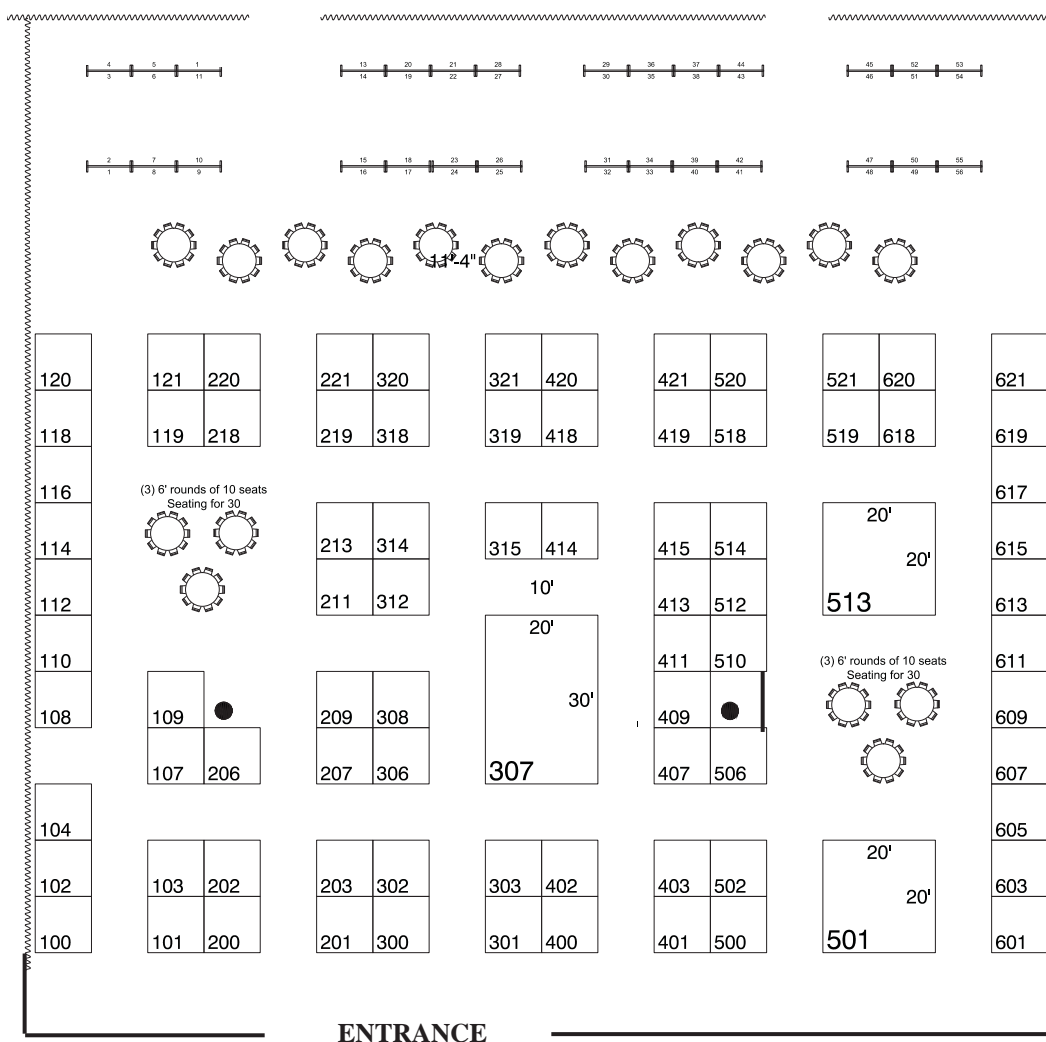 4 5 1
3 6 11
13 20 21 28
14 19 22 27
29 36 37 44
30 35 38 43
45 52 53
46 51 54
2 7 10
1 8 9
15 18 23 26
16 17 24 25
31 34 39 42
32 33 40 41
47 50 55
48 49 56
11'-4"
120 121 220 221 320 321 420 421 520 521 620 621
118 119 218 219 318 319 418 419 518 519 618 619
116 617
(3) 6' rounds of 10 seats
Seating for 30
114 213 314 315 414 415 514 615
20'
20'
112 211 312 413 512 513 613
10'
20'
110 411 510 611
(3) 6' rounds of 10 seats
Seating for 30
30'
108 109 209 308 409 609
107 206 207 306 307 407 506 607
104 605
20'
20'
102 103 202 203 302 303 402 403 502 603
100 101 200 201 300 301 400 401 500 501 601
ENTRANCE